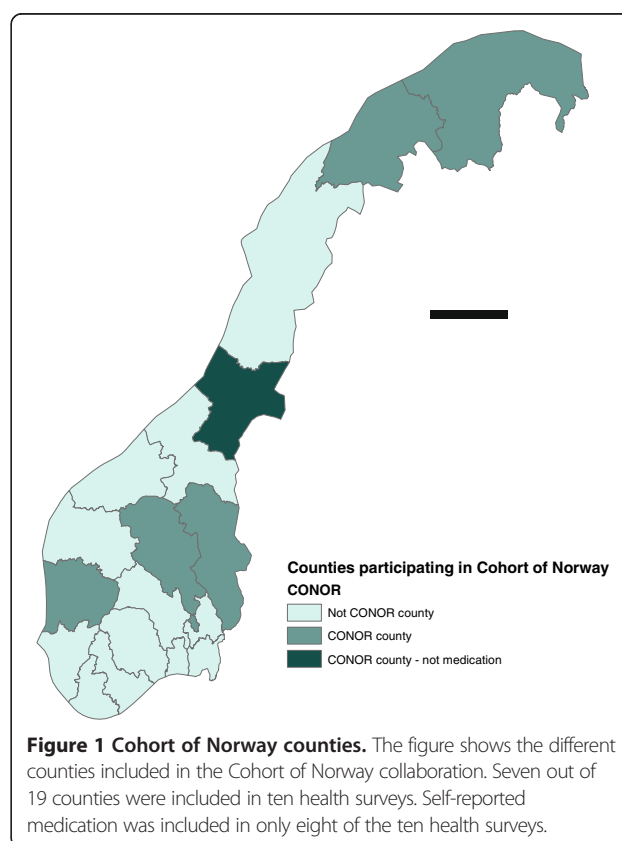 Counties participating in Cohort of Norway
CONOR
Not CONOR county
CONOR county
CONOR county - not medication
Figure 1 Cohort of Norway counties. The figure shows the different
counties included in the Cohort of Norway collaboration. Seven out of
19 counties were included in ten health surveys. Self-reported
medication was included in only eight of the ten health surveys.